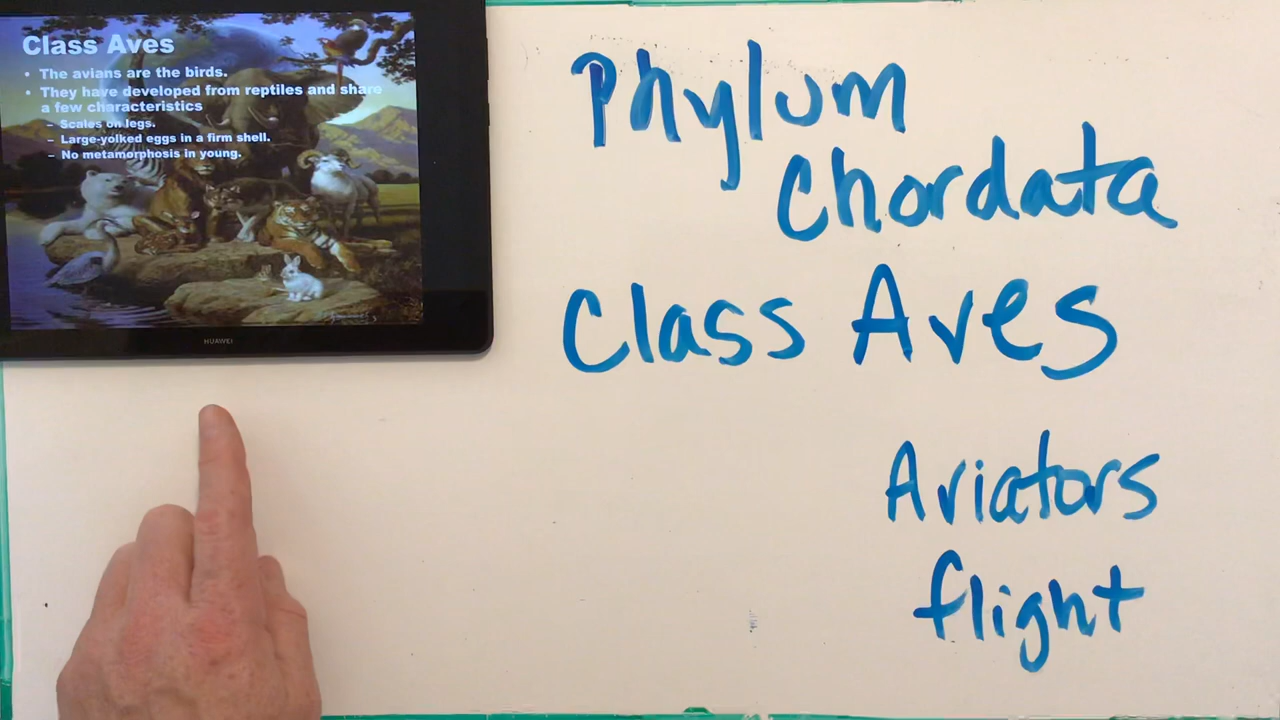 Class Aves
• The avians are the birds.
• They have developed from reptiles and share
a few characteristics
– Scales on legs.
– Large-yolked eggs in a firm shell.
– No metamorphosis in young.
HUAWEI
Phylum
Chordata
Class Aves
Aviators
flight